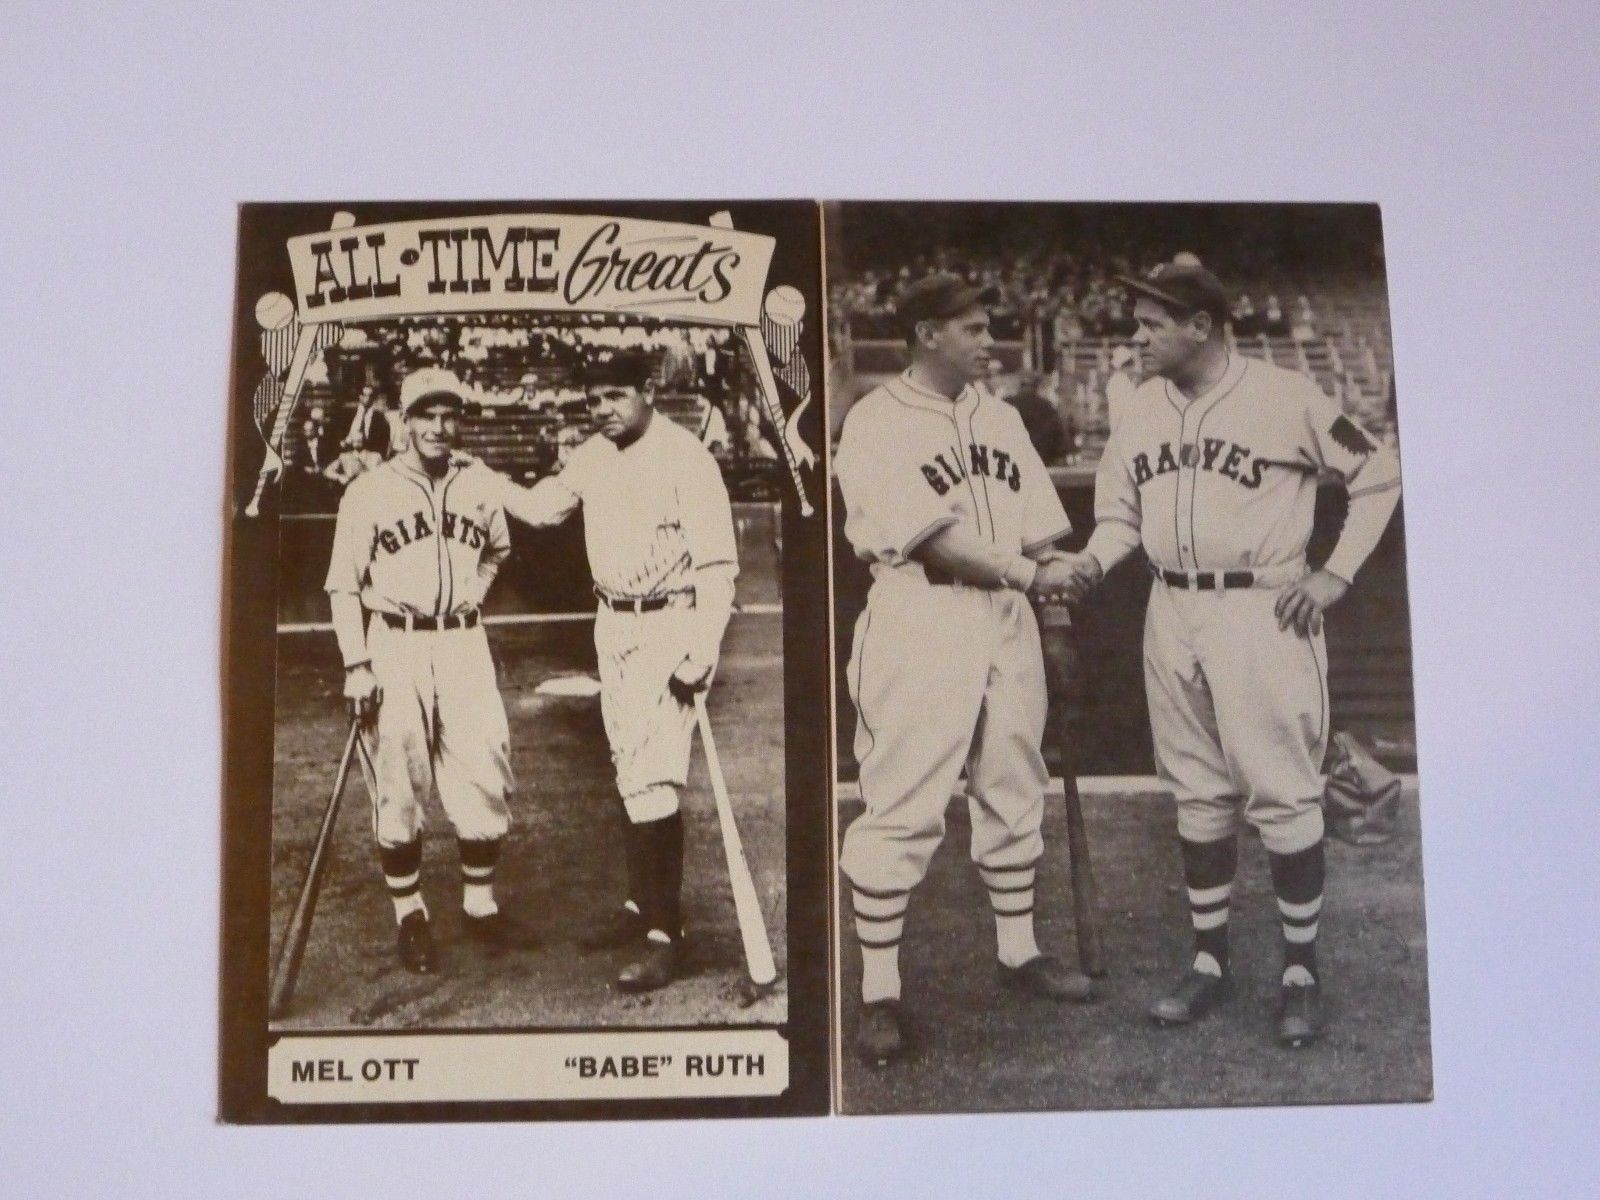 ALL·TIME Greats
GIANTS
MEL OTT "BABE" RUTH
GIANTS
BRAVES